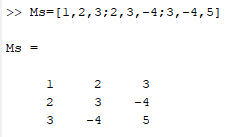 >> Ms=[1,2,3;2,3,-4;3,-4,5]
Ms =
1 2 3
2 3 -4
3 -4 5